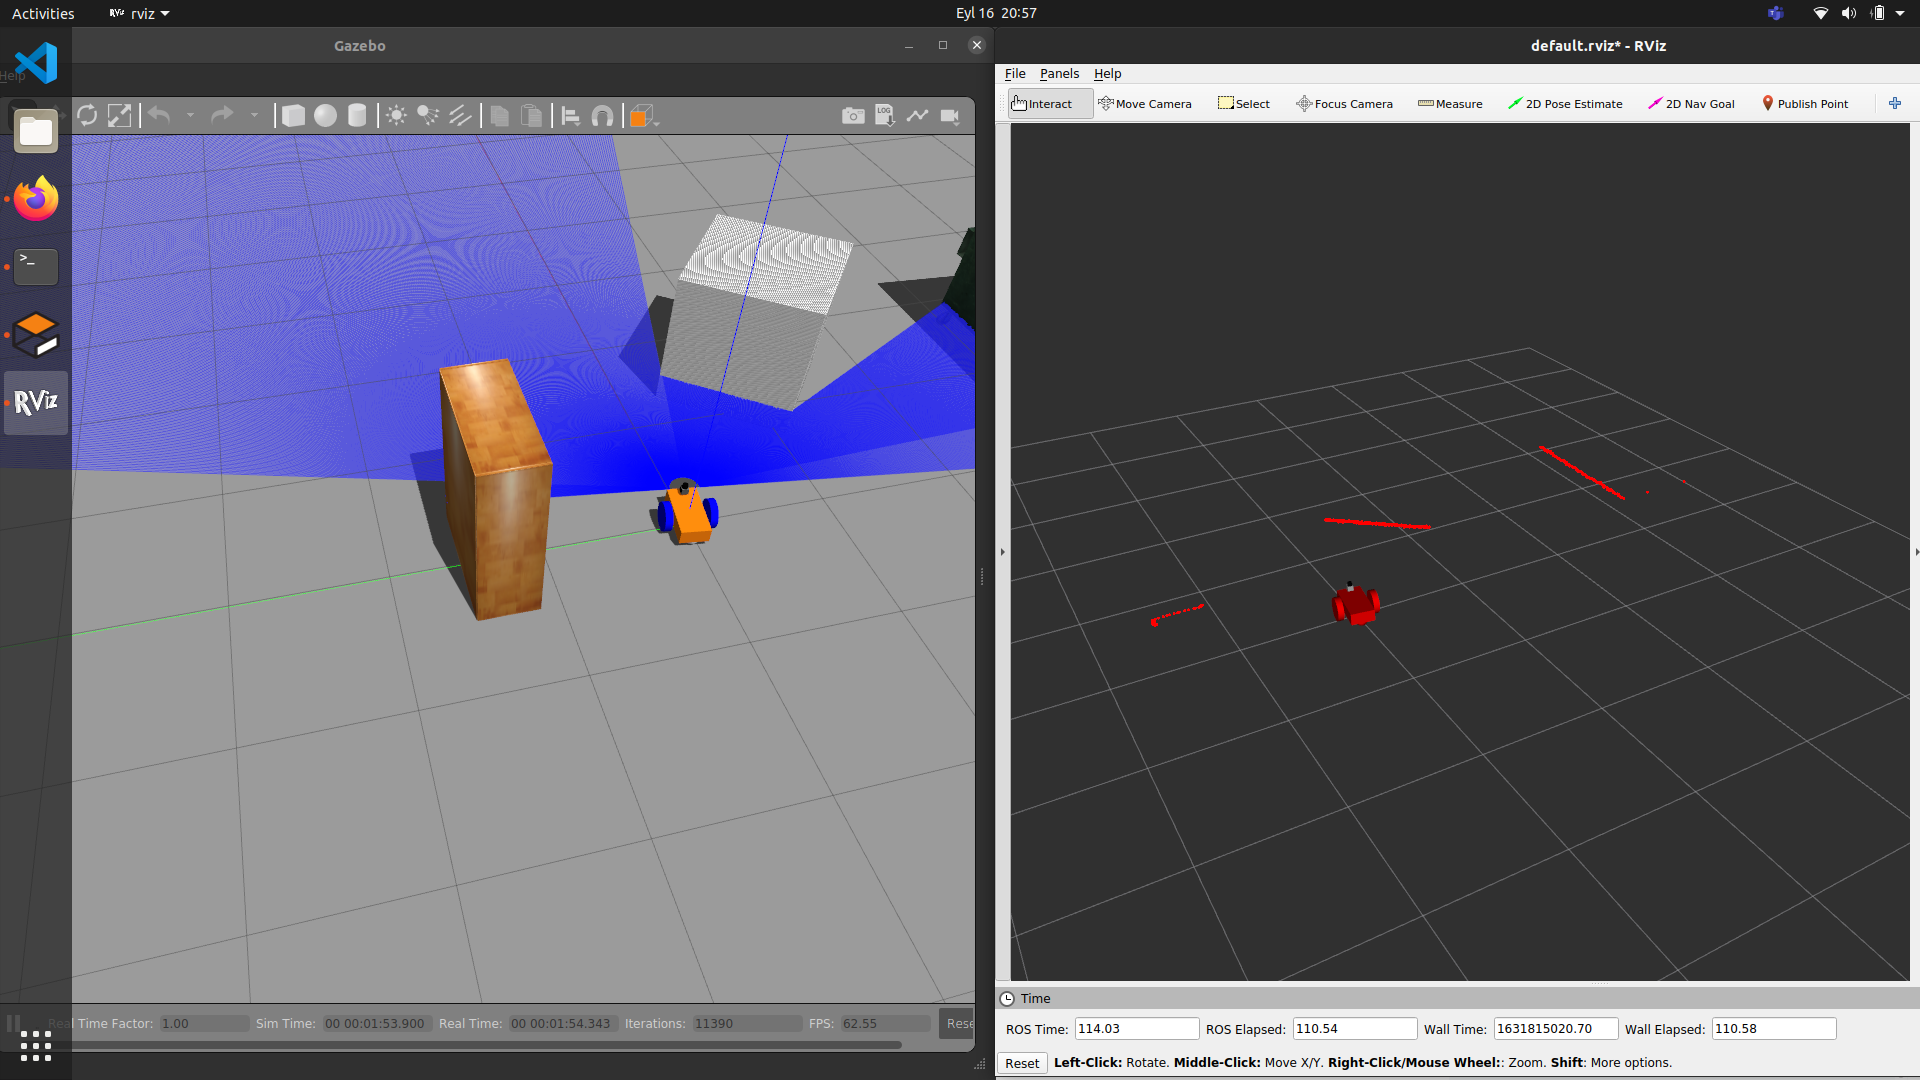 Activities
RViz
rviz
Eyl 16 20:57
Gazebo
default.rviz* - RViz
Help
File Panels Help
LOG
Interact Move Camera Select Focus Camera Measure 2D Pose Estimate 2D Nav Goal Publish Point
>_
RViz
Time
Real Time Factor: 1.00 Sim Time: 00 00:01:53.900 Real Time: 00 00:01:54.343 Iterations: 11390 FPS: 62.55 Rese
ROS Time: 114.03 ROS Elapsed: 110.54 Wall Time: 1631815020.70 Wall Elapsed: 110.58
Reset Left-Click: Rotate. Middle-Click: Move X/Y. Right-Click/Mouse Wheel:: Zoom. Shift: More options.